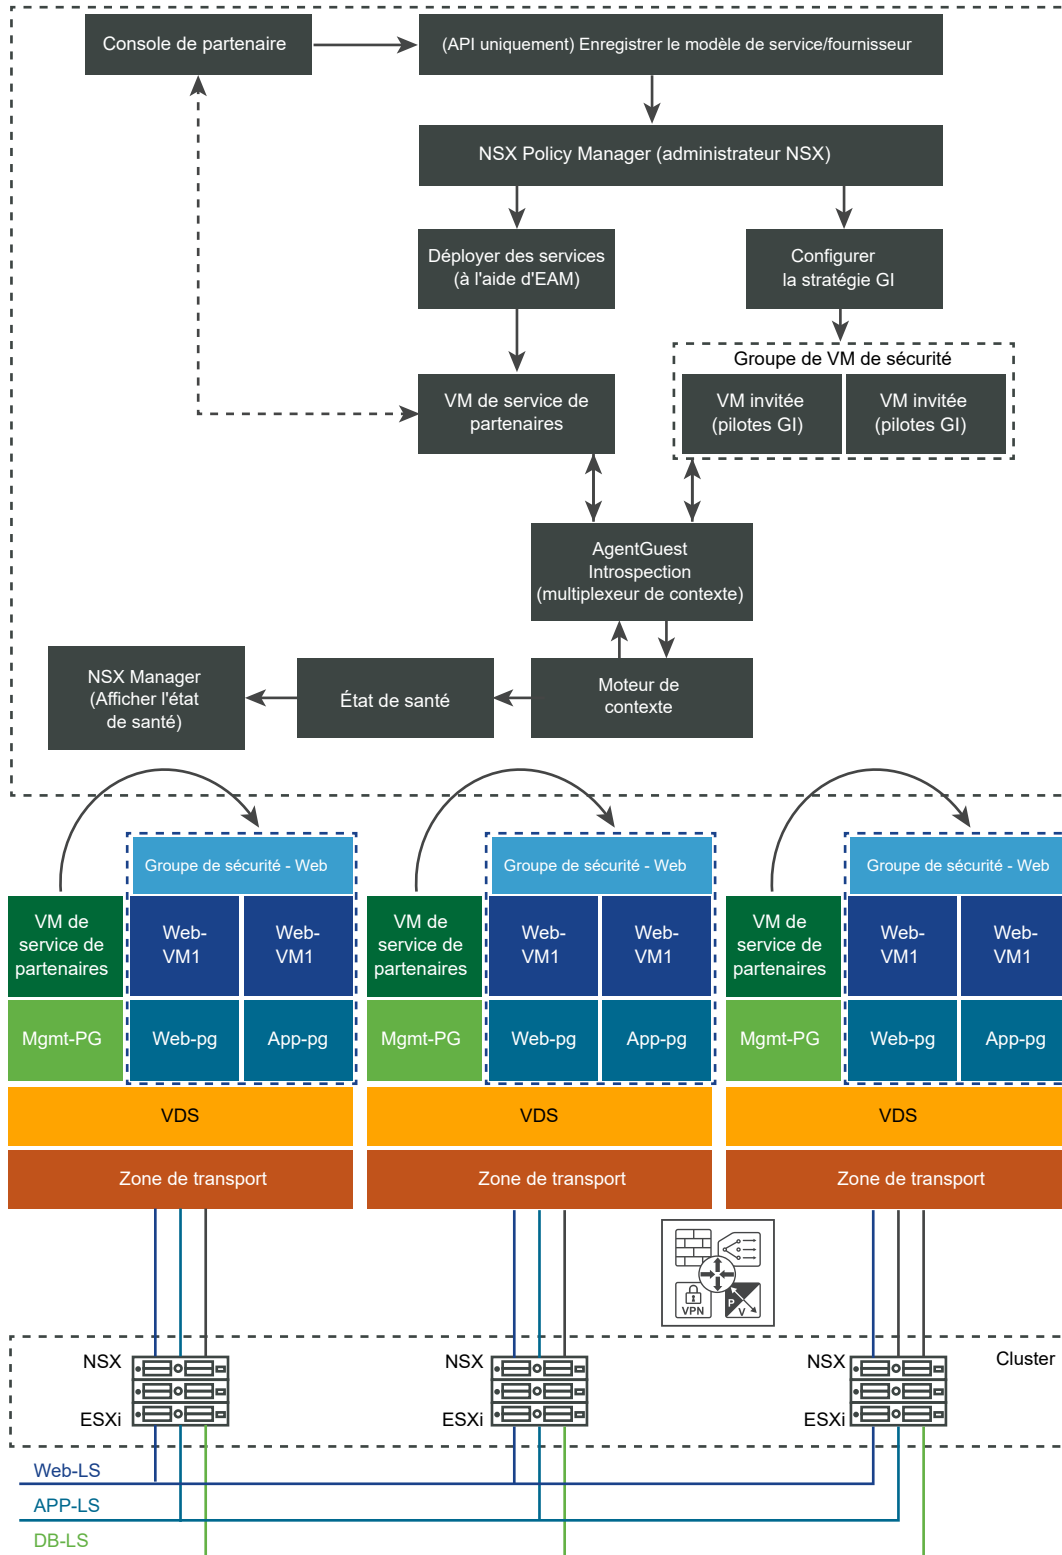 Console de partenaire
(API uniquement) Enregistrer le modèle de service/fournisseur
NSX Policy Manager (administrateur NSX)
Déployer des services
(à l'aide d'EAM)
Configurer
la stratégie GI
Groupe de VM de sécurité
VM de service de
partenaires
VM invitée
(pilotes GI)
VM invitée
(pilotes GI)
AgentGuest
Introspection
(multiplexeur de contexte)
NSX Manager
(Afficher l'état
de santé)
État de santé
Moteur de
contexte
Groupe de sécurité - Web
VM de
service de
partenaires
Web-
VM1
Web-
VM1
Mgmt-PG
Web-pg
App-pg
VDS
Zone de transport
Groupe de sécurité - Web
VM de
service de
partenaires
Web-
VM1
Web-
VM1
Mgmt-PG
Web-pg
App-pg
VDS
Zone de transport
Groupe de sécurité - Web
VM de
service de
partenaires
Web-
VM1
Web-
VM1
Mgmt-PG
Web-pg
App-pg
VDS
Zone de transport
VPN
P
V
NSX
ESXi
NSX
ESXi
NSX
ESXi
Cluster
Web-LS
APP-LS
DB-LS